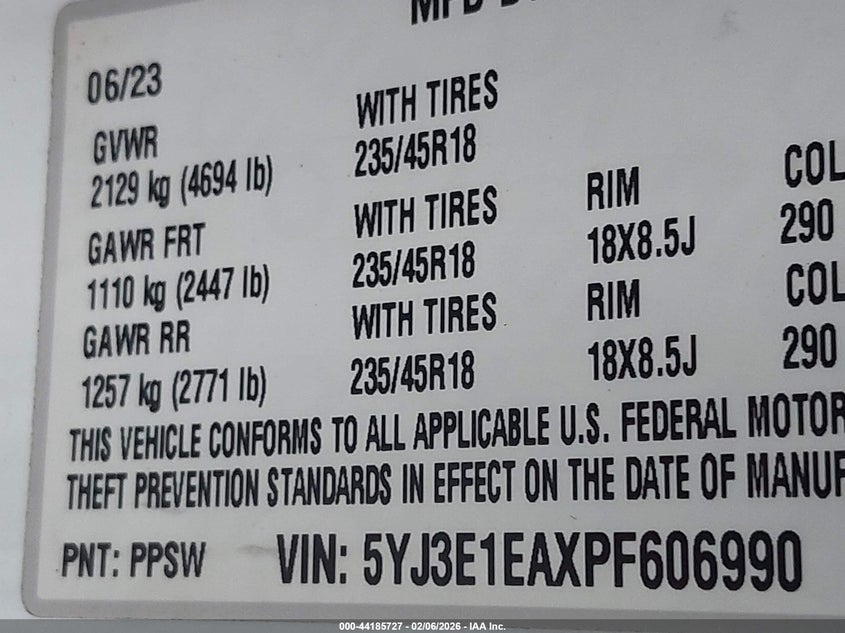 06/23
GVWR WITH TIRES
2129 kg (4694 lb) 235/45R18
GAWR FRT WITH TIRES RIM COL
1110 kg (2447 lb) 235/45R18 18X8.5J 290
GAWR RR WITH TIRES RIM COL
1257 kg (2771 lb) 235/45R18 18X8.5J 290
THIS VEHICLE CONFORMS TO ALL APPLICABLE U.S. FEDERAL MOTOR
THEFT PREVENTION STANDARDS IN EFFECT ON THE DATE OF MANUF
PNT: PPSW VIN: 5YJ3E1EAXPF606990
000-44185727 - 02/06/2026 - IAA Inc.